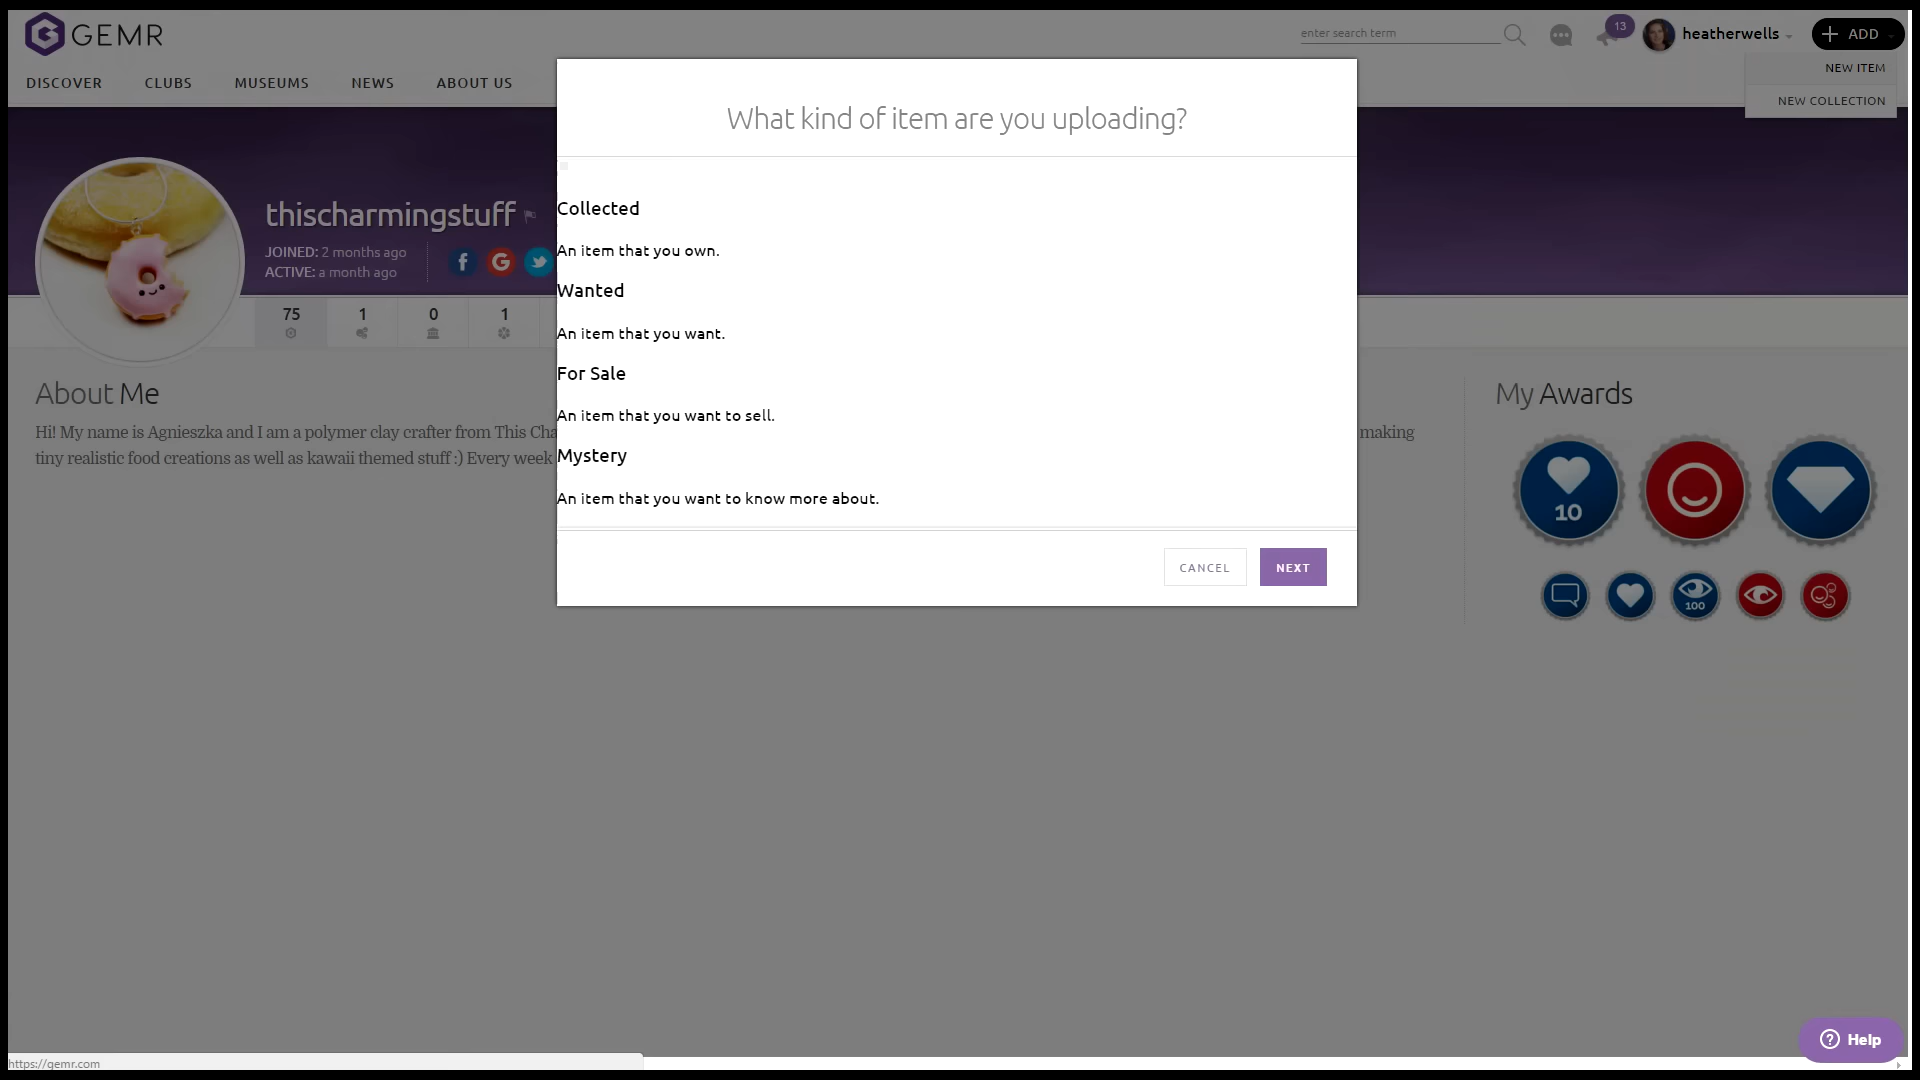 GEMR
enter search term
13
heatherwells
ADD
DISCOVER CLUBS MUSEUMS NEWS ABOUT US
NEW ITEM
NEW COLLECTION
What kind of item are you uploading?
Collected
An item that you own.
Wanted
An item that you want.
For Sale
An item that you want to sell.
Mystery
An item that you want to know more about.
CANCEL NEXT
thischarmingstuff
JOINED: 2 months ago
ACTIVE: a month ago
75 1 0 1
About Me
Hi! My name is Agnieszka and I am a polymer clay crafter from This Cha making
tiny realistic food creations as well as kawaii themed stuff :) Every week
My Awards
10
100
Help
https://gemr.com